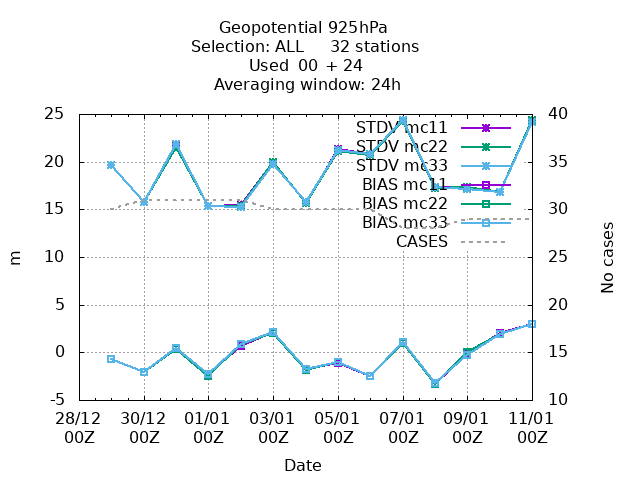 Geopotential 925hPa
Selection: ALL     32 stations
Used  00 + 24
Averaging window: 24h
STDV mc11
STDV mc22
STDV mc33
BIAS mc11
BIAS mc22
BIAS mc33
CASES
25
20
15
10
5
0
-5
m
40
35
30
25
20
15
10
No cases
28/12 30/12 01/01 03/01 05/01 07/01 09/01 11/01
00Z 00Z 00Z 00Z 00Z 00Z 00Z 00Z
Date